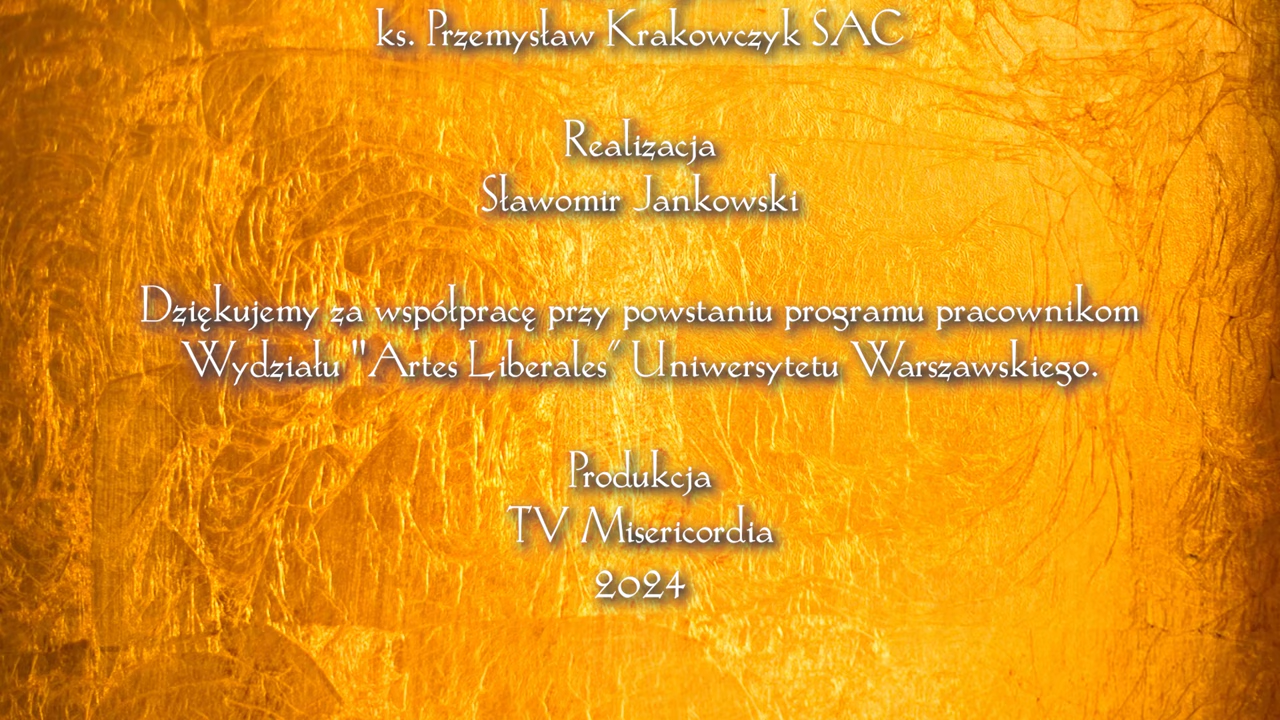 ks. Przemysław Krakowczyk SAC
Realizacja
Sławomir Jankowski
Dziękujemy za współpracę przy powstaniu programu pracownikom
Wydziału "Artes Liberales” Uniwersytetu Warszawskiego.
Produkcja
TV Misericordia
2024